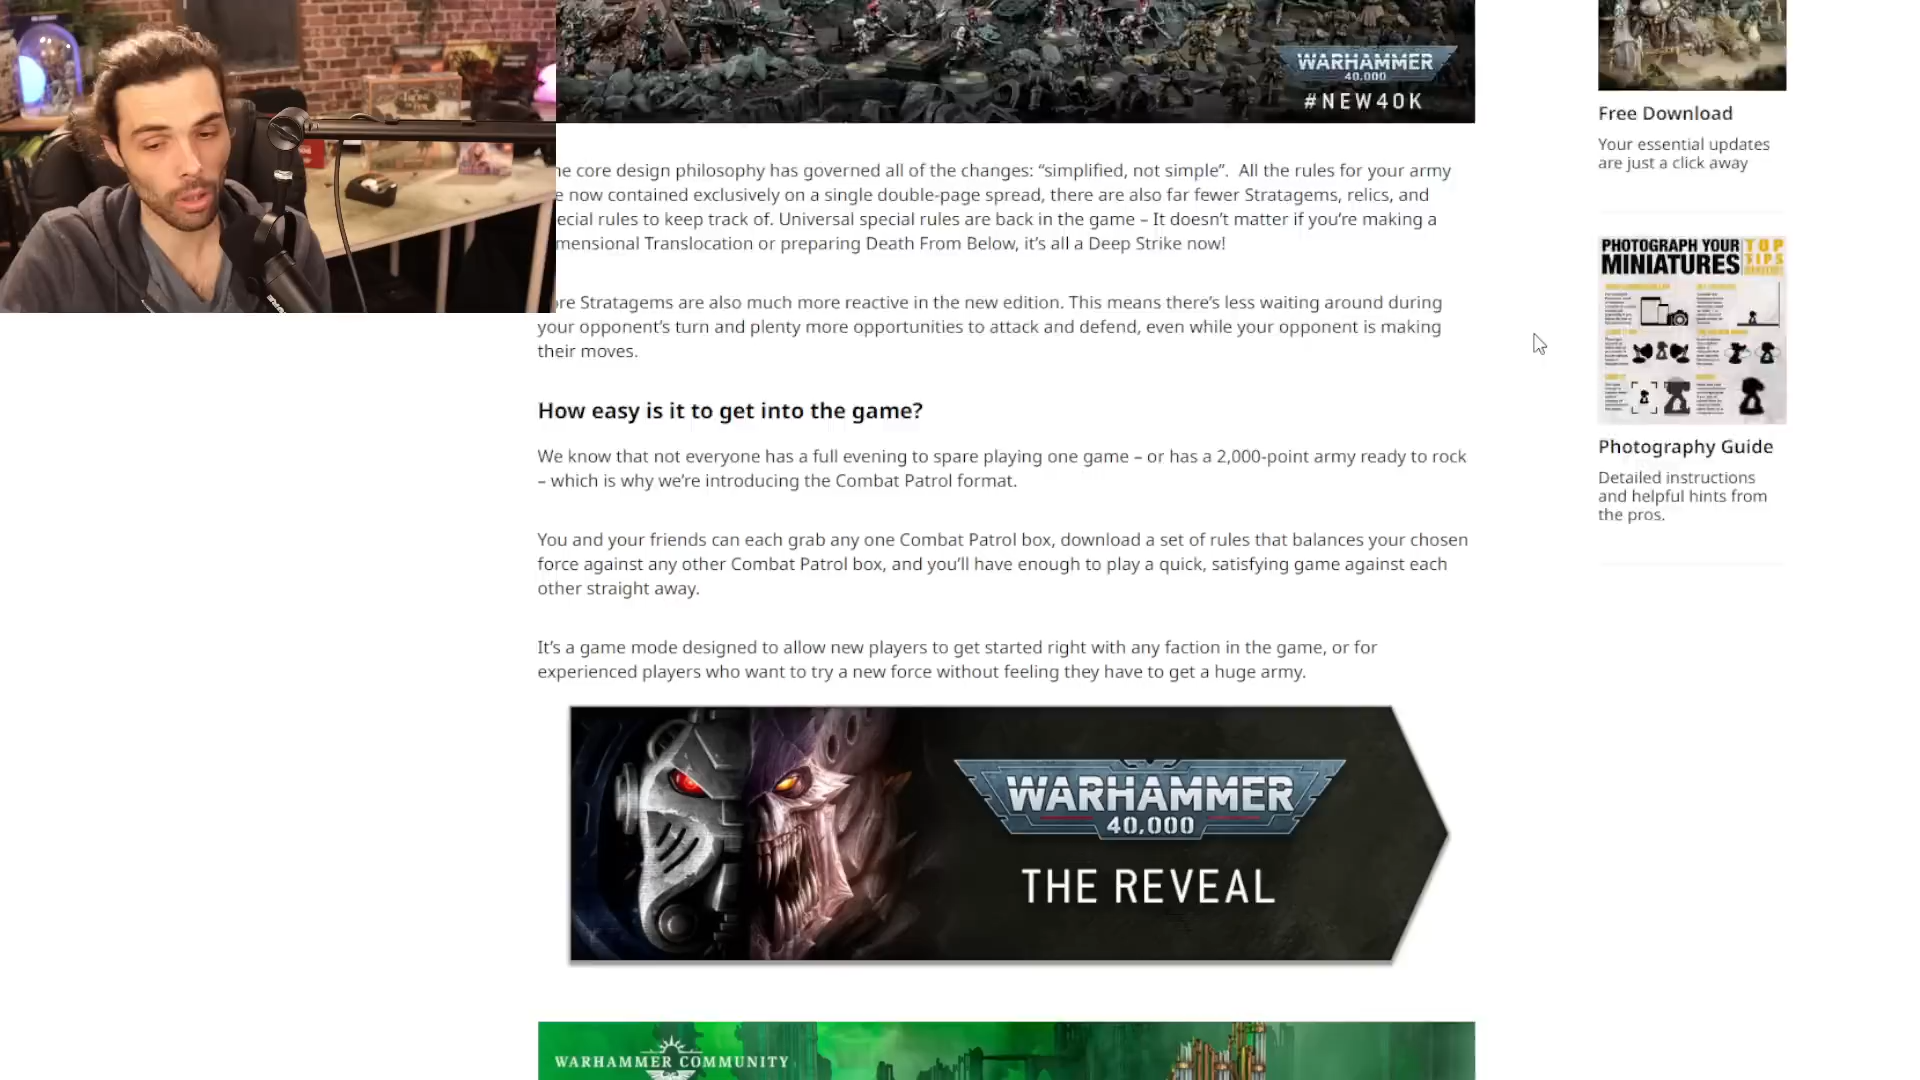 WARHAMMER
40,000
#NEW40K
e core design philosophy has governed all of the changes: “simplified, not simple”.  All the rules for your army
now contained exclusively on a single double-page spread, there are also far fewer Stratagems, relics, and
ecial rules to keep track of. Universal special rules are back in the game – It doesn’t matter if you’re making a
mensional Translocation or preparing Death From Below, it’s all a Deep Strike now!
re Stratagems are also much more reactive in the new edition. This means there’s less waiting around during
your opponent’s turn and plenty more opportunities to attack and defend, even while your opponent is making
their moves.
How easy is it to get into the game?
We know that not everyone has a full evening to spare playing one game – or has a 2,000-point army ready to rock
– which is why we’re introducing the Combat Patrol format.
You and your friends can each grab any one Combat Patrol box, download a set of rules that balances your chosen
force against any other Combat Patrol box, and you’ll have enough to play a quick, satisfying game against each
other straight away.
It’s a game mode designed to allow new players to get started right with any faction in the game, or for
experienced players who want to try a new force without feeling they have to get a huge army.
WARHAMMER
40,000
THE REVEAL
WARHAMMER COMMUNITY
Free Download
Your essential updates
are just a click away
PHOTOGRAPH YOUR
MINIATURES
TOP
TIPS
Photography Guide
Detailed instructions
and helpful hints from
the pros.